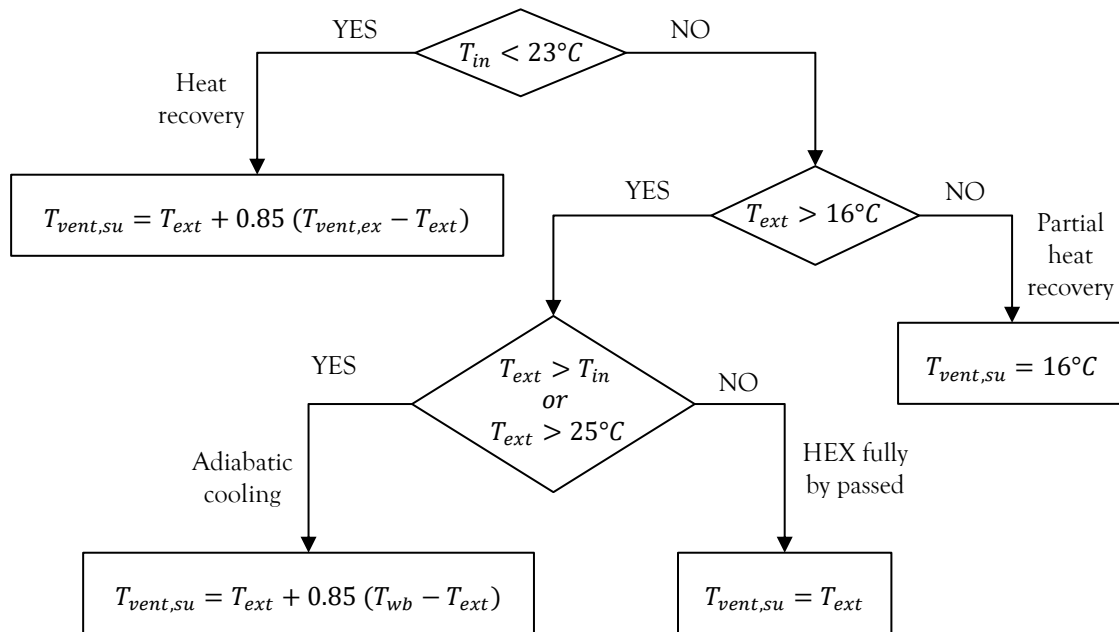 YES
T_in < 23°C
NO
Heat
recovery
T_vent,su = T_ext + 0.85 (T_vent,ex − T_ext)
YES
T_ext > 16°C
NO
Partial
heat
recovery
T_vent,su = 16°C
YES
T_ext > T_in
or
T_ext > 25°C
NO
Adiabatic
cooling
HEX fully
by passed
T_vent,su = T_ext + 0.85 (T_wb − T_ext)
T_vent,su = T_ext